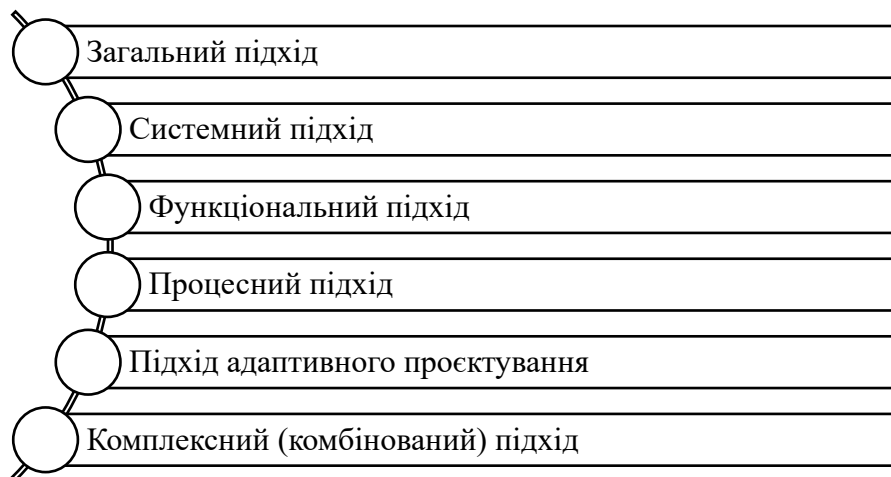 Загальний підхід
Системний підхід
Функціональний підхід
Процесний підхід
Підхід адаптивного проєктування
Комплексний (комбінований) підхід